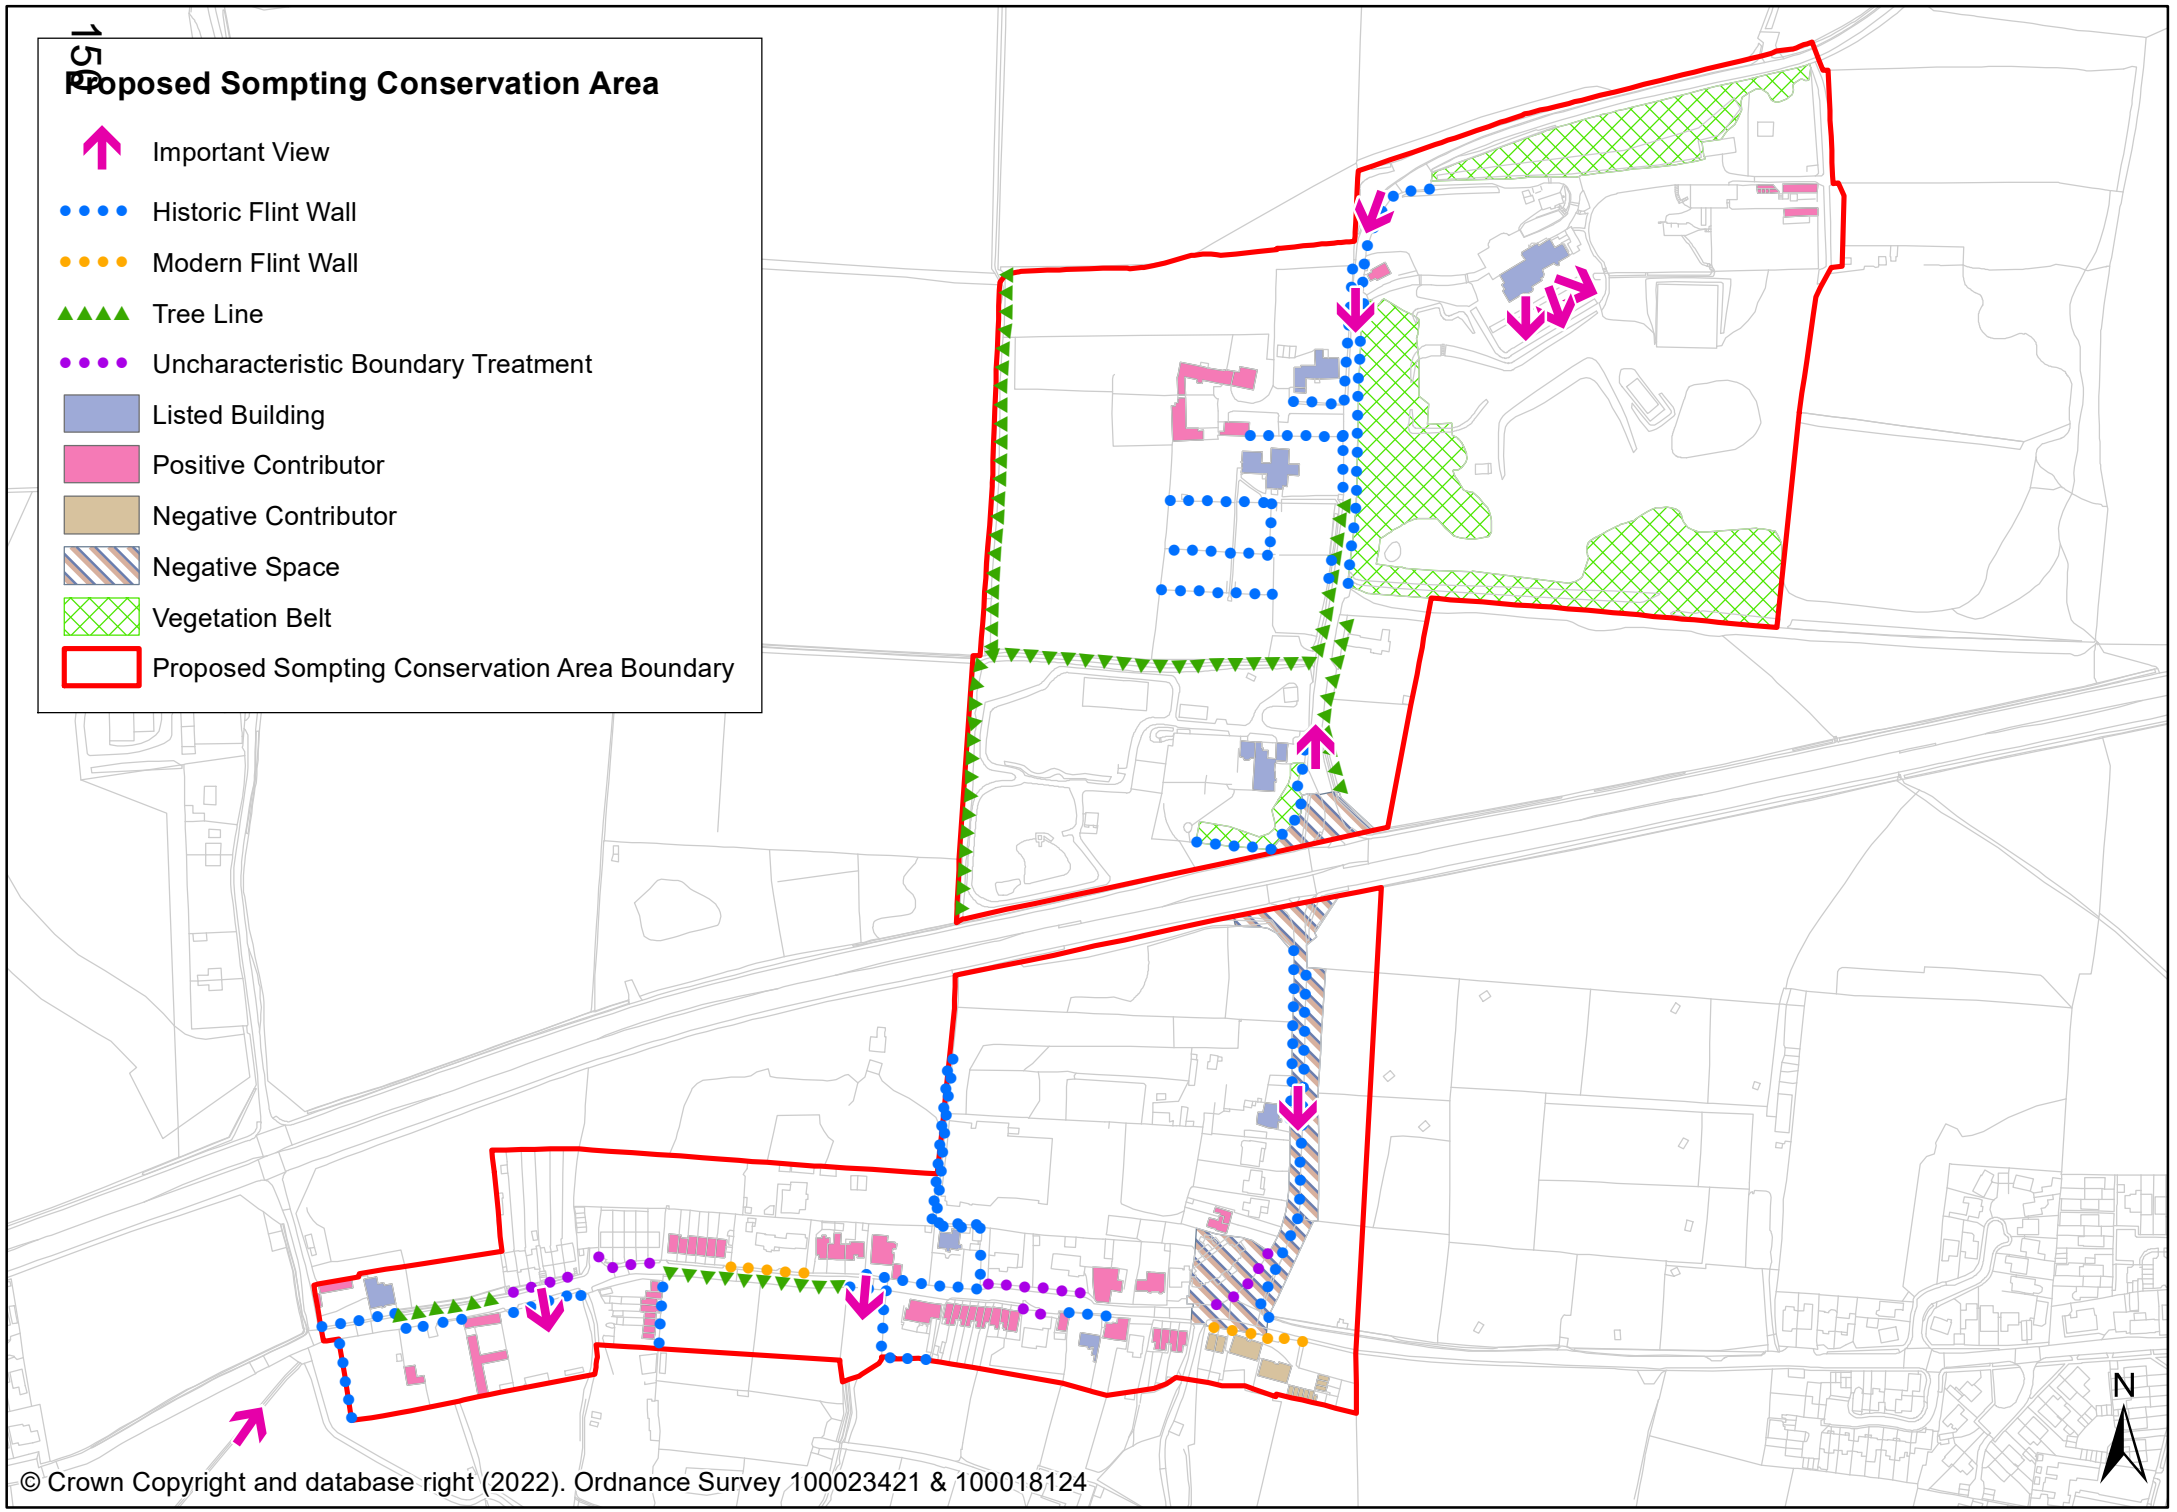 150
Proposed Sompting Conservation Area
Important View
Historic Flint Wall
Modern Flint Wall
Tree Line
Uncharacteristic Boundary Treatment
Listed Building
Positive Contributor
Negative Contributor
Negative Space
Vegetation Belt
Proposed Sompting Conservation Area Boundary
N
© Crown Copyright and database right (2022). Ordnance Survey 100023421 & 100018124